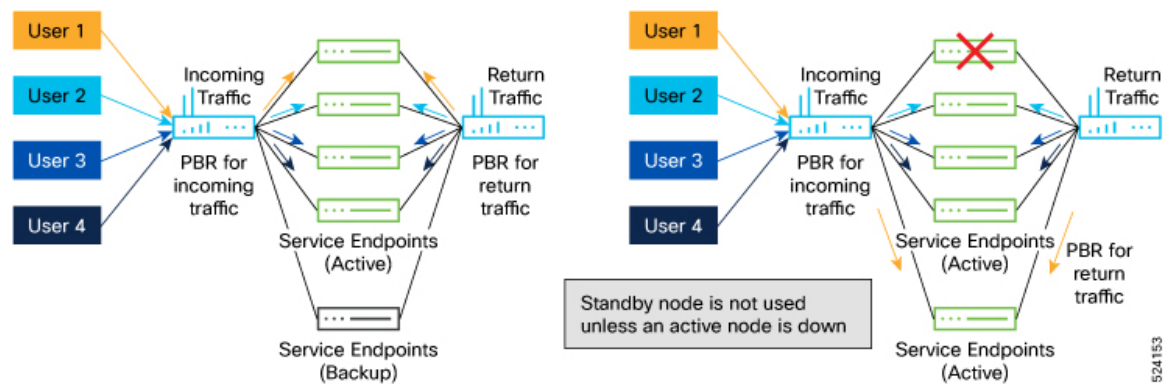 User 1
User 2
User 3
User 4
Incoming
Traffic
Return
Traffic
PBR for
incoming
traffic
PBR for
return
traffic
Service Endpoints
(Active)
Service Endpoints
(Backup)
User 1
User 2
User 3
User 4
Incoming
Traffic
Return
Traffic
PBR for
incoming
traffic
Service Endpoints
(Active)
PBR for
return
traffic
Standby node is not used
unless an active node is down
Service Endpoints
(Active)
524153